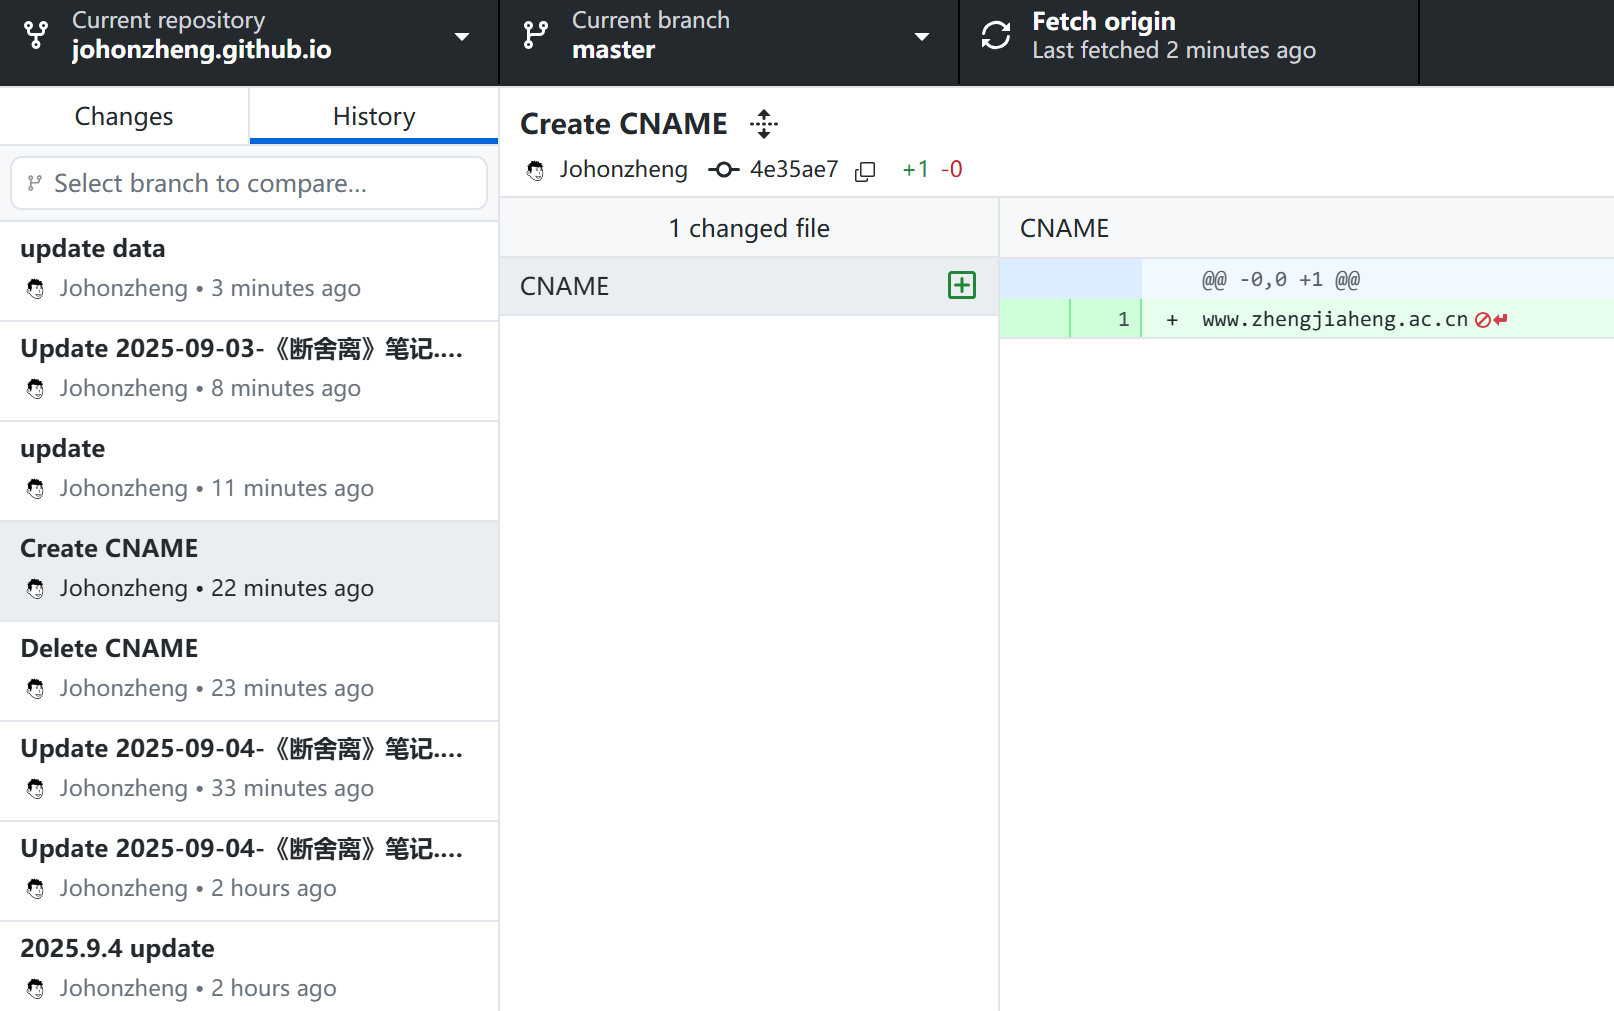 Current repository
johonzheng.github.io
Current branch
master
Fetch origin
Last fetched 2 minutes ago
Changes
History
Select branch to compare...
update data
Johonzheng • 3 minutes ago
Update 2025-09-03-《断舍离》笔记....
Johonzheng • 8 minutes ago
update
Johonzheng • 11 minutes ago
Create CNAME
Johonzheng • 22 minutes ago
Delete CNAME
Johonzheng • 23 minutes ago
Update 2025-09-04-《断舍离》笔记....
Johonzheng • 33 minutes ago
Update 2025-09-04-《断舍离》笔记....
Johonzheng • 2 hours ago
2025.9.4 update
Johonzheng • 2 hours ago
Create CNAME
Johonzheng 4e35ae7 +1 -0
1 changed file
CNAME
CNAME
@@ -0,0 +1 @@
1 + www.zhengjiaheng.ac.cn